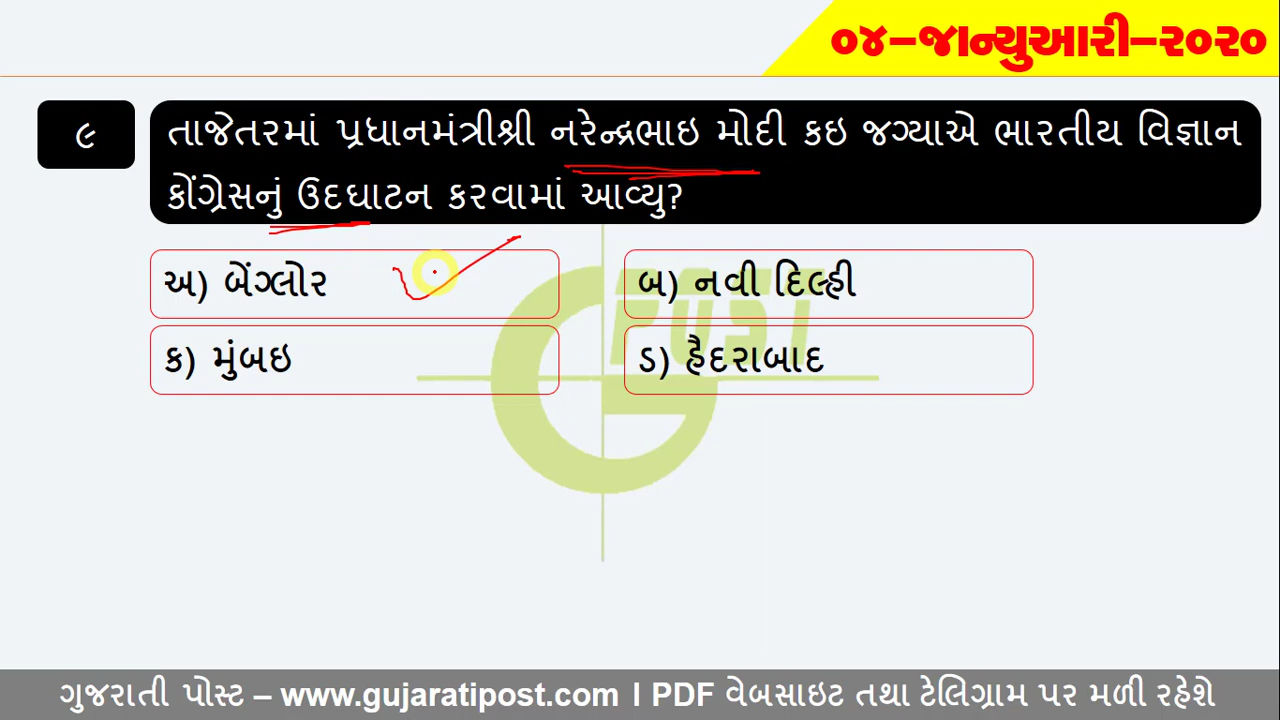 ૦૪–જાન્યુઆરી–૨૦૨૦
૯
તાજેતરમાં પ્રધાનમંત્રીશ્રી નરેન્દ્રભાઇ મોદી કઇ જગ્યાએ ભારતીય વિજ્ઞાન
કોંગ્રેસનું ઉદઘાટન કરવામાં આવ્યુ?
અ) બેંગ્લોર
બ) નવી દિલ્હી
ક) મુંબઇ
ડ) હૈદરાબાદ
G POST
ગુજરાતી પોસ્ટ – www.gujaratipost.com l PDF વેબસાઇટ તથા ટેલિગ્રામ પર મળી રહેશે